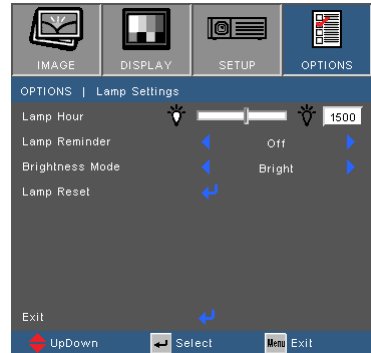 IMAGE DISPLAY SETUP OPTIONS
OPTIONS | Lamp Settings
Lamp Hour 1500
Lamp Reminder Off
Brightness Mode Bright
Lamp Reset
Exit
UpDown Select Menu Exit